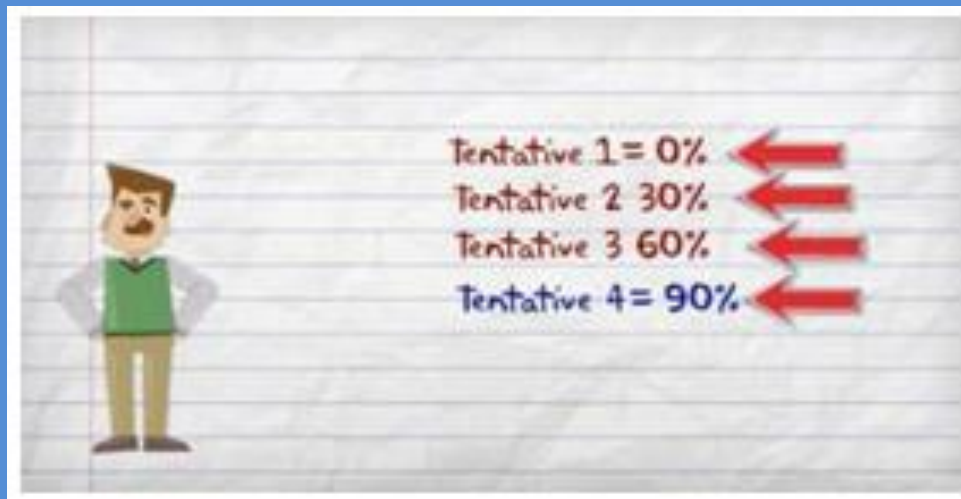 Tentative 1 = 0%
Tentative 2 30%
Tentative 3 60%
Tentative 4 = 90%